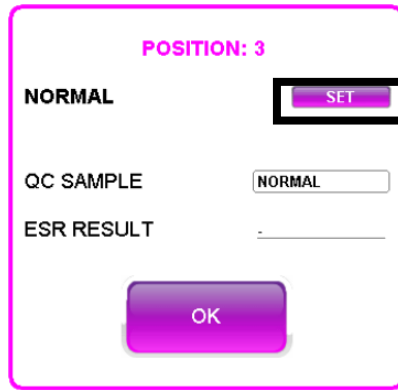 POSITION: 3
NORMAL SET
QC SAMPLE NORMAL
ESR RESULT -
OK